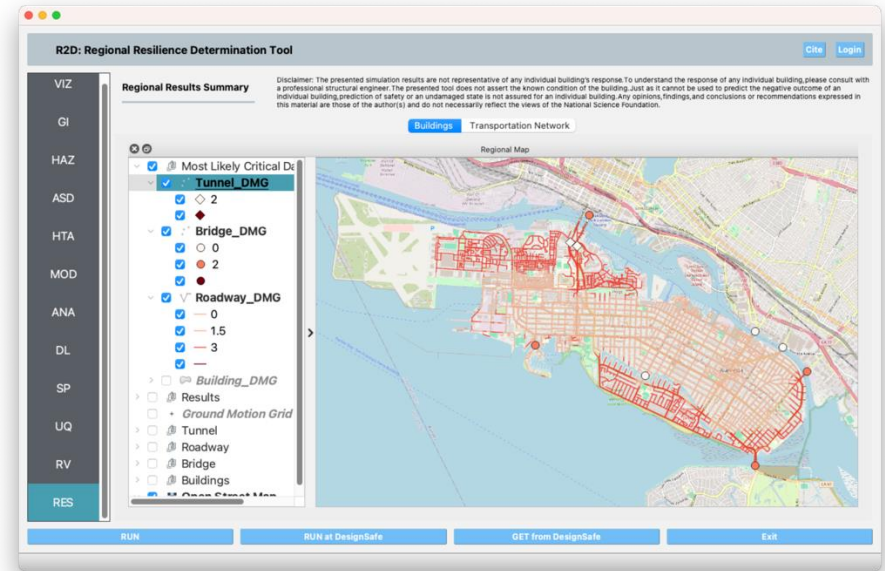 R2D: Regional Resilience Determination Tool
Cite
Login
VIZ
GI
HAZ
ASD
HTA
MOD
ANA
DL
SP
UQ
RV
RES
Regional Results Summary
Disclaimer: The presented simulation results are not representative of any individual building's response.To understand the response of any individual building,please consult with
a professional structural engineer.The presented tool does not assert the known condition of the building.Just as it cannot be used to predict the negative outcome of an
individual building,prediction of safety or an undamaged state is not assured for an individual building.Any opinions,findings,and conclusions or recommendations expressed in
this material are those of the author(s) and do not necessarily reflect the views of the National Science Foundation.
Buildings
Transportation Network
Regional Map
Most Likely Critical Da
Tunnel_DMG
2
Bridge_DMG
0
2
Roadway_DMG
0
1.5
3
Building_DMG
Results
Ground Motion Grid
Tunnel
Roadway
Bridge
Buildings
Open Street Map
RUN
RUN at DesignSafe
GET from DesignSafe
Exit